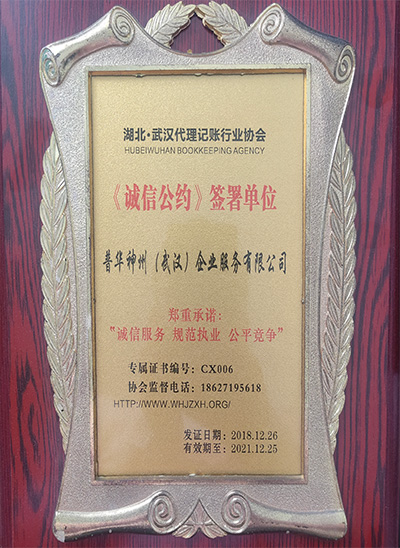 湖北·武汉代理记账行业协会
HUBEIWUHAN BOOKKEEPING AGENCY
《诚信公约》签署单位
普华神州（武汉）企业服务有限公司
郑重承诺：
“诚信服务 规范执业 公平竞争”
专属证书编号：CX006
协会监督电话：18627195618
HTTP://WWW.WHJZXH.ORG/
发证日期：2018.12.26
有效期至：2021.12.25